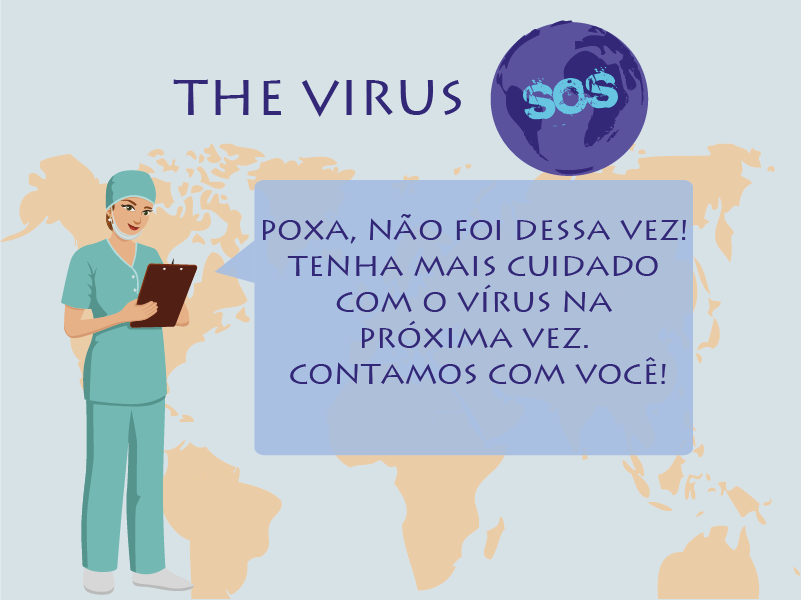 THE VIRUS
SOS
POXA, NÃO FOI DESSA VEZ!
TENHA MAIS CUIDADO
COM O VÍRUS NA
PRÓXIMA VEZ.
CONTAMOS COM VOCÊ!